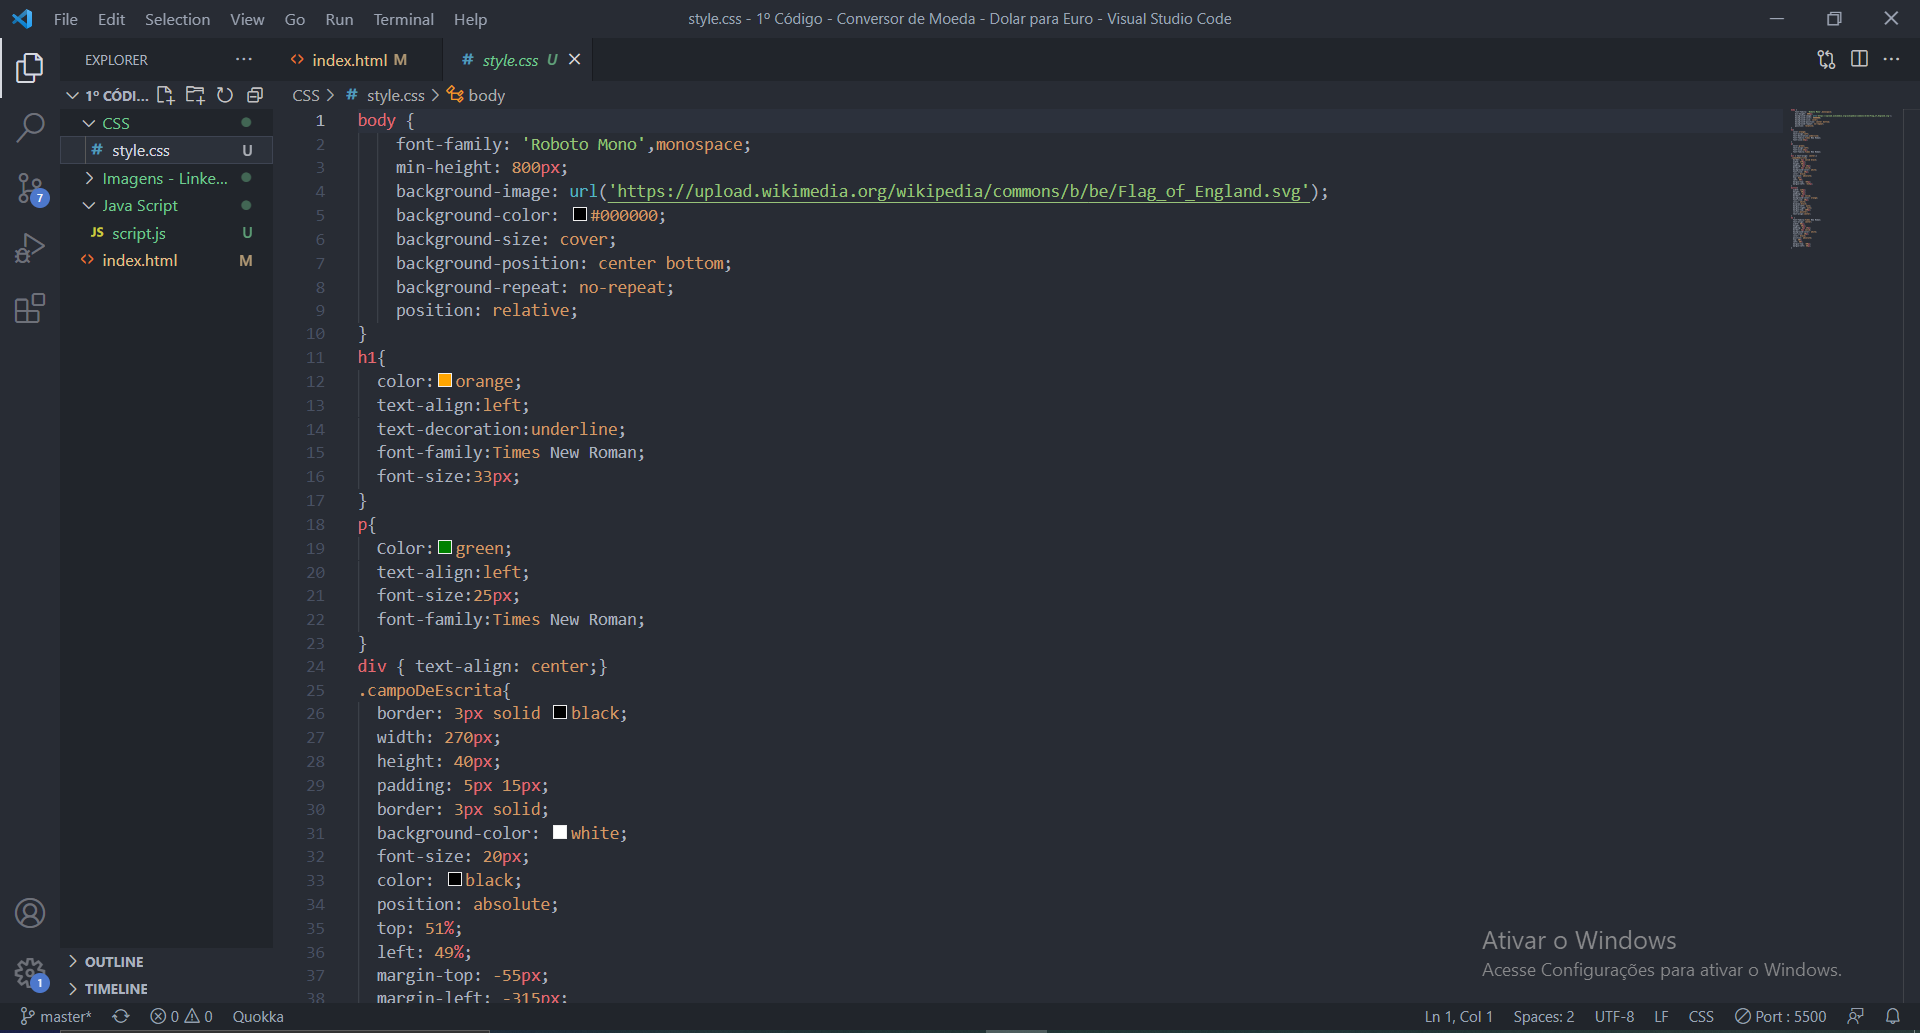 File Edit Selection View Go Run Terminal Help
style.css - 1º Código - Conversor de Moeda - Dolar para Euro - Visual Studio Code
EXPLORER
index.html M
# style.css U
1º CÓDI...
CSS
# style.css U
Imagens - Linke...
Java Script
JS script.js U
index.html M
7
CSS > # style.css > body
1 body {
2 font-family: 'Roboto Mono',monospace;
3 min-height: 800px;
4 background-image: url('https://upload.wikimedia.org/wikipedia/commons/b/be/Flag_of_England.svg');
5 background-color: #000000;
6 background-size: cover;
7 background-position: center bottom;
8 background-repeat: no-repeat;
9 position: relative;
10 }
11 h1{
12 color:orange;
13 text-align:left;
14 text-decoration:underline;
15 font-family:Times New Roman;
16 font-size:33px;
17 }
18 p{
19 Color:green;
20 text-align:left;
21 font-size:25px;
22 font-family:Times New Roman;
23 }
24 div { text-align: center;}
25 .campoDeEscrita{
26 border: 3px solid black;
27 width: 270px;
28 height: 40px;
29 padding: 5px 15px;
30 border: 3px solid;
31 background-color: white;
32 font-size: 20px;
33 color: black;
34 position: absolute;
35 top: 51%;
36 left: 49%;
37 margin-top: -55px;
38 margin-left: -315px;
OUTLINE
TIMELINE
1
Ativar o Windows
Acesse Configurações para ativar o Windows.
master* 0 0 Quokka
Ln 1, Col 1 Spaces: 2 UTF-8 LF CSS Port : 5500